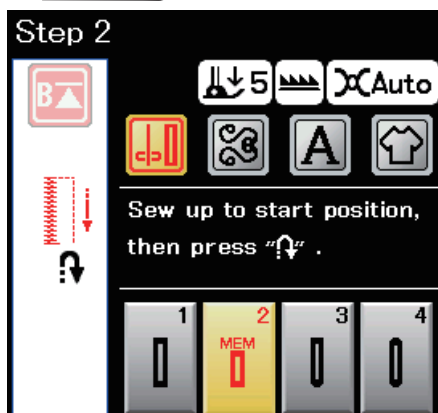 Step 2
B
5
Auto
A
Sew up to start position,
then press “ ” .
1
2
3
4
MEM